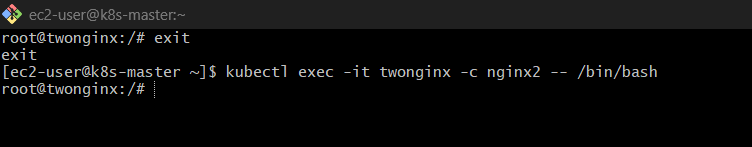 ec2-user@k8s-master:~
root@twonginx:/# exit
exit
[ec2-user@k8s-master ~]$ kubectl exec -it twonginx -c nginx2 -- /bin/bash
root@twonginx:/#